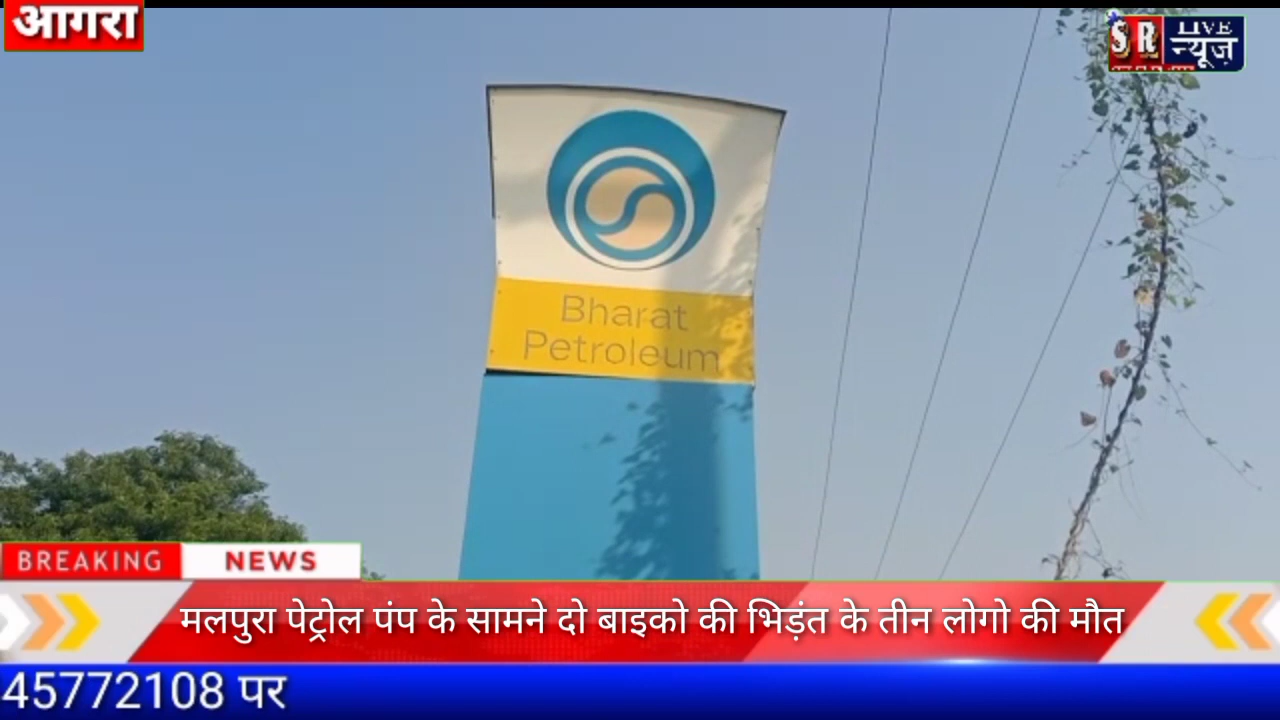 आगरा
SR LIVE
न्यूज़
Bharat
Petroleum
BREAKING NEWS
मलपुरा पेट्रोल पंप के सामने दो बाइको की भिड़ंत के तीन लोगो की मौत
45772108 पर